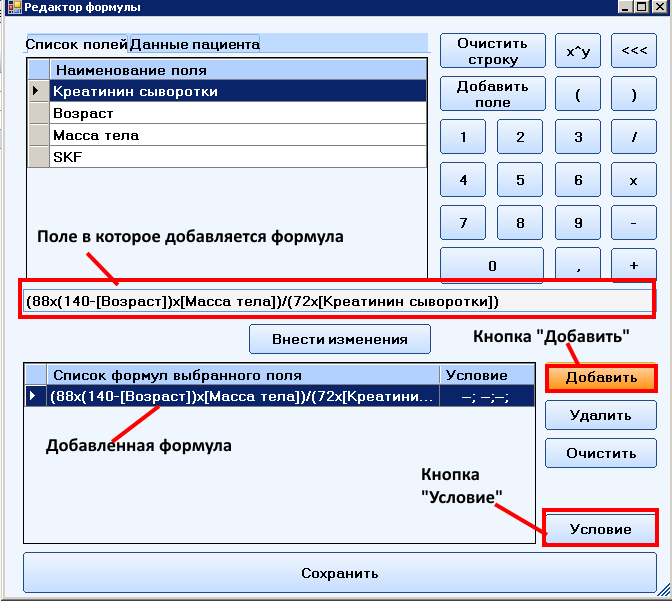 Редактор формулы
Список полей Данные пациента
Наименование поля
Креатинин сыворотки
Возраст
Масса тела
SKF
Очистить строку
x^y
<<<
Добавить поле
(
)
1
2
3
/
4
5
6
x
7
8
9
-
0
,
+
Поле в которое добавляется формула
(88x(140-[Возраст])x[Масса тела])/(72x[Креатинин сыворотки])
Внести изменения
Кнопка "Добавить"
Список формул выбранного поля
Условие
(88x(140-[Возраст])x[Масса тела])/(72x[Креатини...
—; —;—;
Добавленная формула
Добавить
Удалить
Очистить
Кнопка
"Условие"
Условие
Сохранить